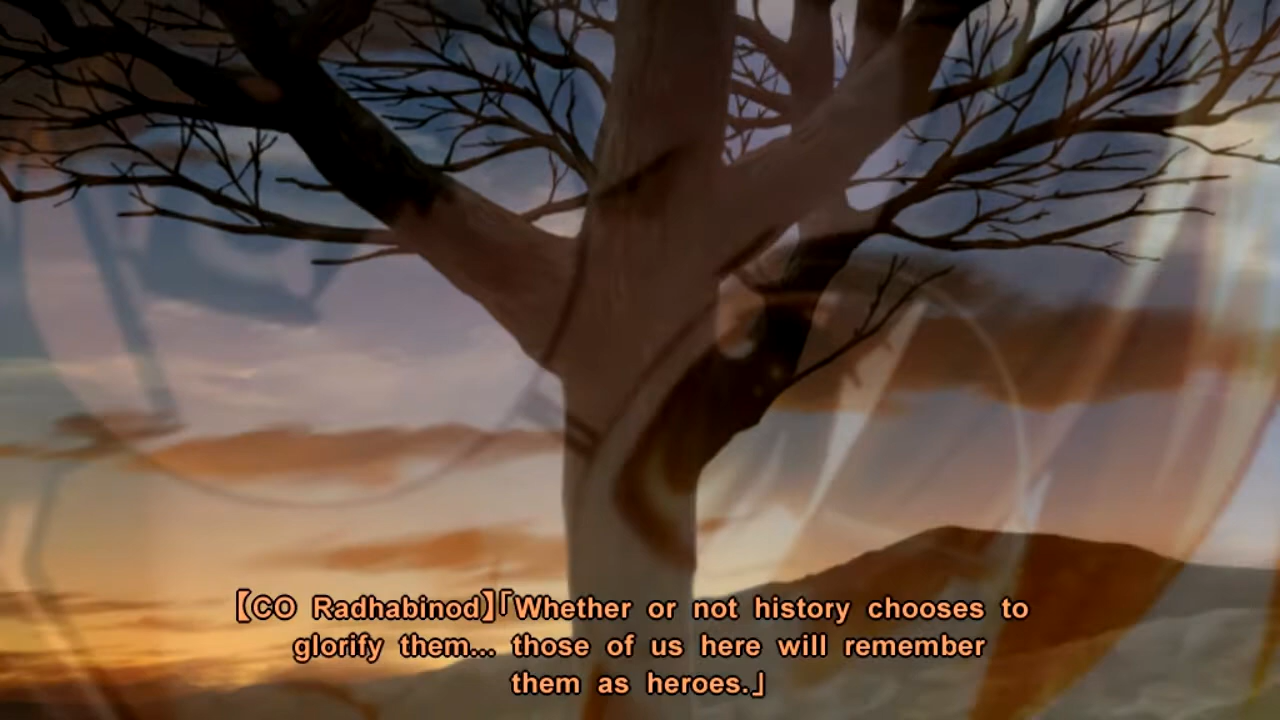 【CO Radhabinod】「Whether or not history chooses to
glorify them... those of us here will remember
them as heroes.」